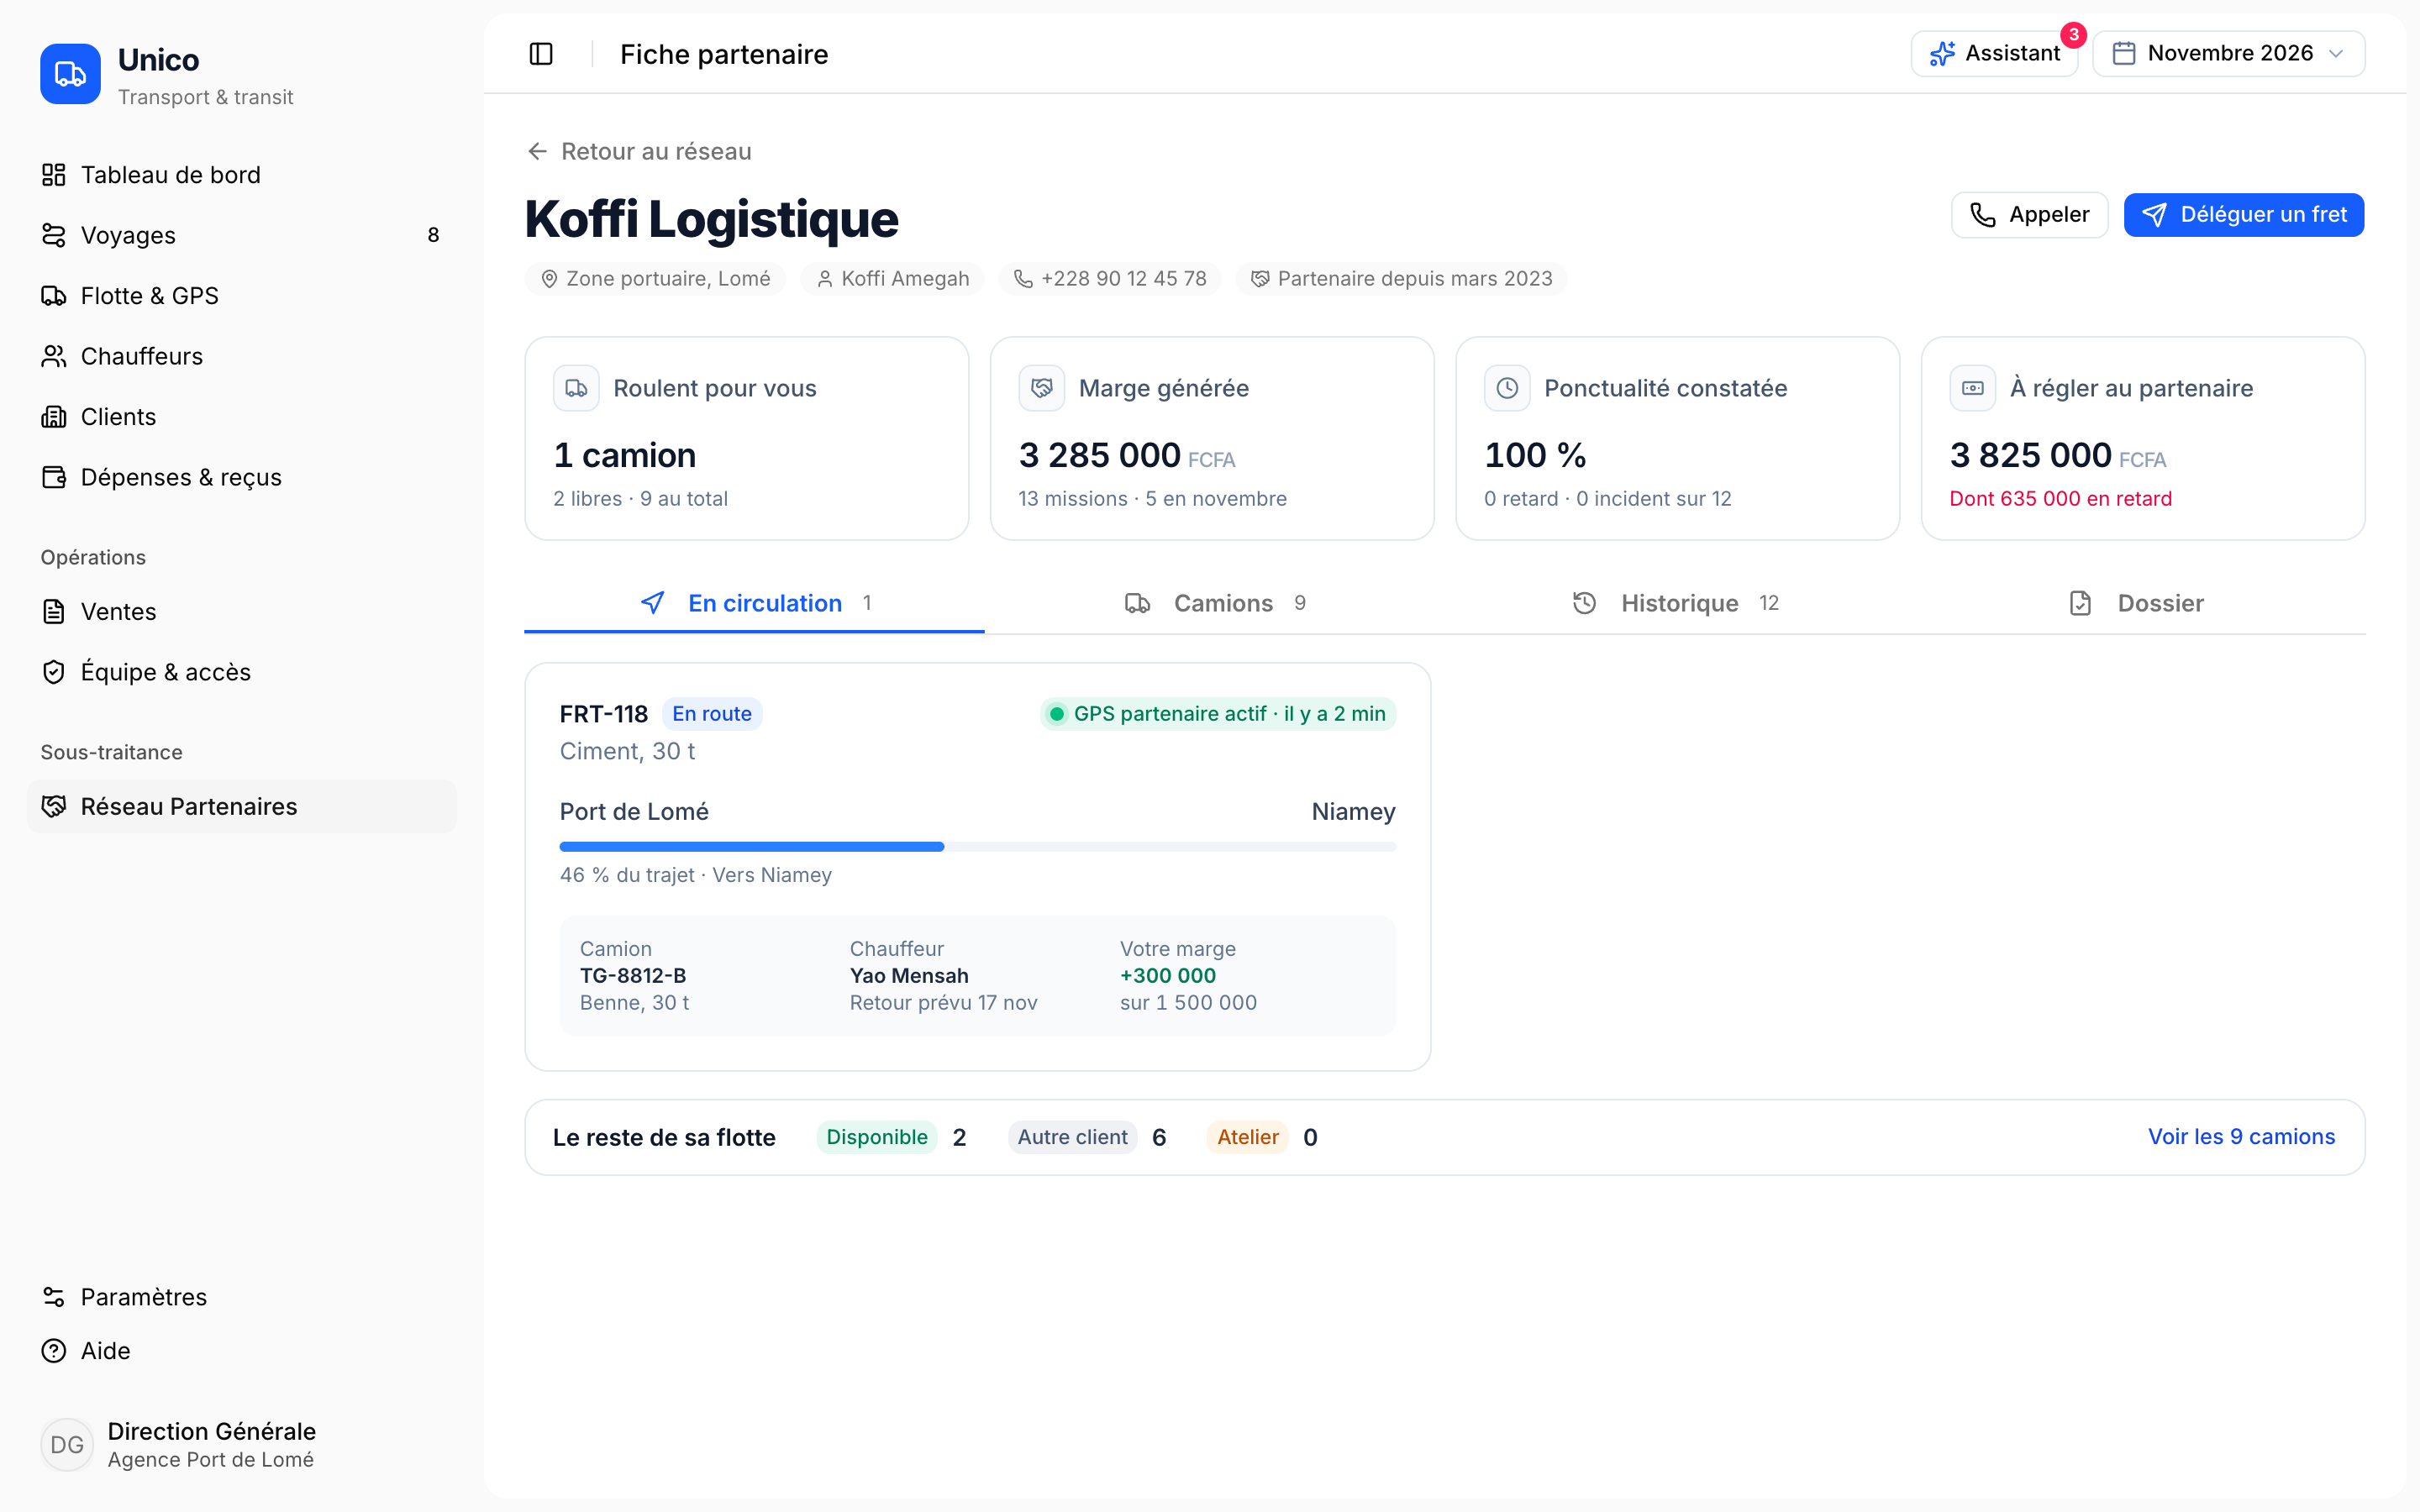 Unico
Transport & transit
Tableau de bord
Voyages 8
Flotte & GPS
Chauffeurs
Clients
Dépenses & reçus
Opérations
Ventes
Équipe & accès
Sous-traitance
Réseau Partenaires
Paramètres
Aide
DG
Direction Générale
Agence Port de Lomé
Fiche partenaire
Assistant 3
Novembre 2026
Retour au réseau
Koffi Logistique
Appeler
Déléguer un fret
Zone portuaire, Lomé
Koffi Amegah
+228 90 12 45 78
Partenaire depuis mars 2023
Roulent pour vous
1 camion
2 libres · 9 au total
Marge générée
3 285 000 FCFA
13 missions · 5 en novembre
Ponctualité constatée
100 %
0 retard · 0 incident sur 12
À régler au partenaire
3 825 000 FCFA
Dont 635 000 en retard
En circulation 1
Camions 9
Historique 12
Dossier
FRT-118 En route
GPS partenaire actif · il y a 2 min
Ciment, 30 t
Port de Lomé
Niamey
46 % du trajet · Vers Niamey
Camion
TG-8812-B
Benne, 30 t
Chauffeur
Yao Mensah
Retour prévu 17 nov
Votre marge
+300 000
sur 1 500 000
Le reste de sa flotte
Disponible 2
Autre client 6
Atelier 0
Voir les 9 camions